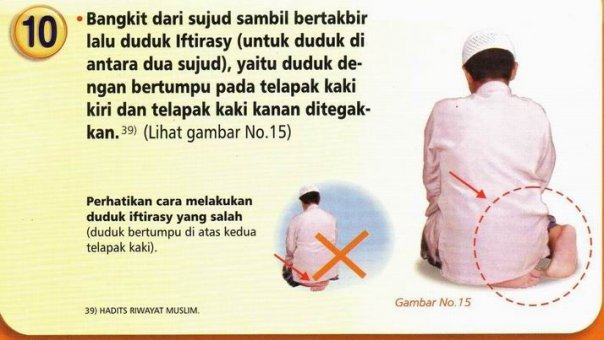 10
• Bangkit dari sujud sambil bertakbir
lalu duduk Iftirasy (untuk duduk di
antara dua sujud), yaitu duduk de-
ngan bertumpu pada telapak kaki
kiri dan telapak kaki kanan ditegak-
kan. 39) (Lihat gambar No.15)
Perhatikan cara melakukan
duduk iftirasy yang salah
(duduk bertumpu di atas kedua
telapak kaki).
39) HADITS RIWAYAT MUSLIM.
Gambar No.15